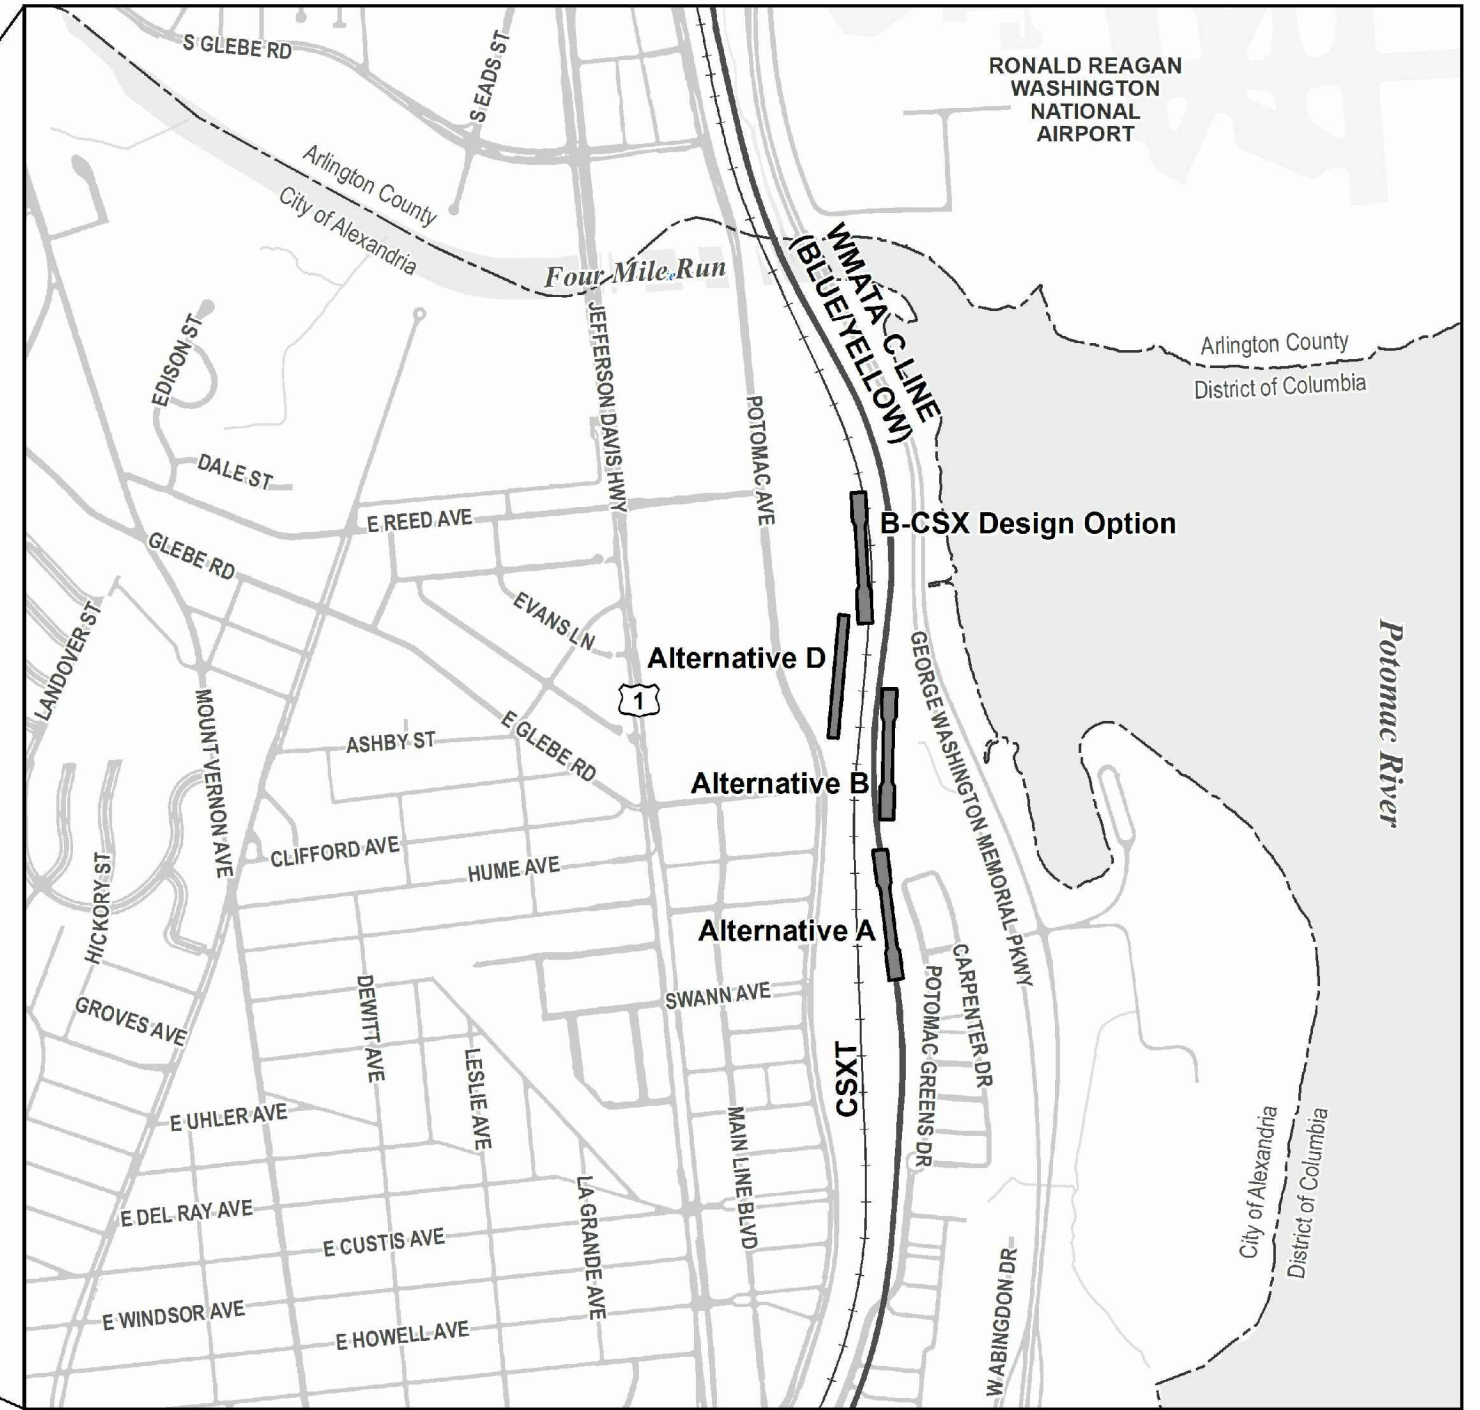 S GLEBE RD
S EADS ST
RONALD REAGAN
WASHINGTON
NATIONAL
AIRPORT
Arlington County
City of Alexandria
Four Mile Run
WMATA C-LINE
(BLUE/YELLOW)
Arlington County
District of Columbia
EDISON ST
JEFFERSON DAVIS HWY
POTOMAC AVE
DALE ST
E REED AVE
B-CSX Design Option
GLEBE RD
EVANS LN
LANDOVER ST
Alternative D
GEORGE WASHINGTON MEMORIAL PKWY
Potomac River
1
MOUNT VERNON AVE
ASHBY ST
E GLEBE RD
Alternative B
CLIFFORD AVE
HUME AVE
HICKORY ST
Alternative A
CARPENTER DR
POTOMAC GREENS DR
SWANN AVE
GROVES AVE
DEWITT AVE
LESLIE AVE
CSXT
E UHLER AVE
MAIN LINE BLVD
City of Alexandria
District of Columbia
LA GRANDE AVE
E DEL RAY AVE
E CUSTIS AVE
W ABINGDON DR
E WINDSOR AVE
E HOWELL AVE